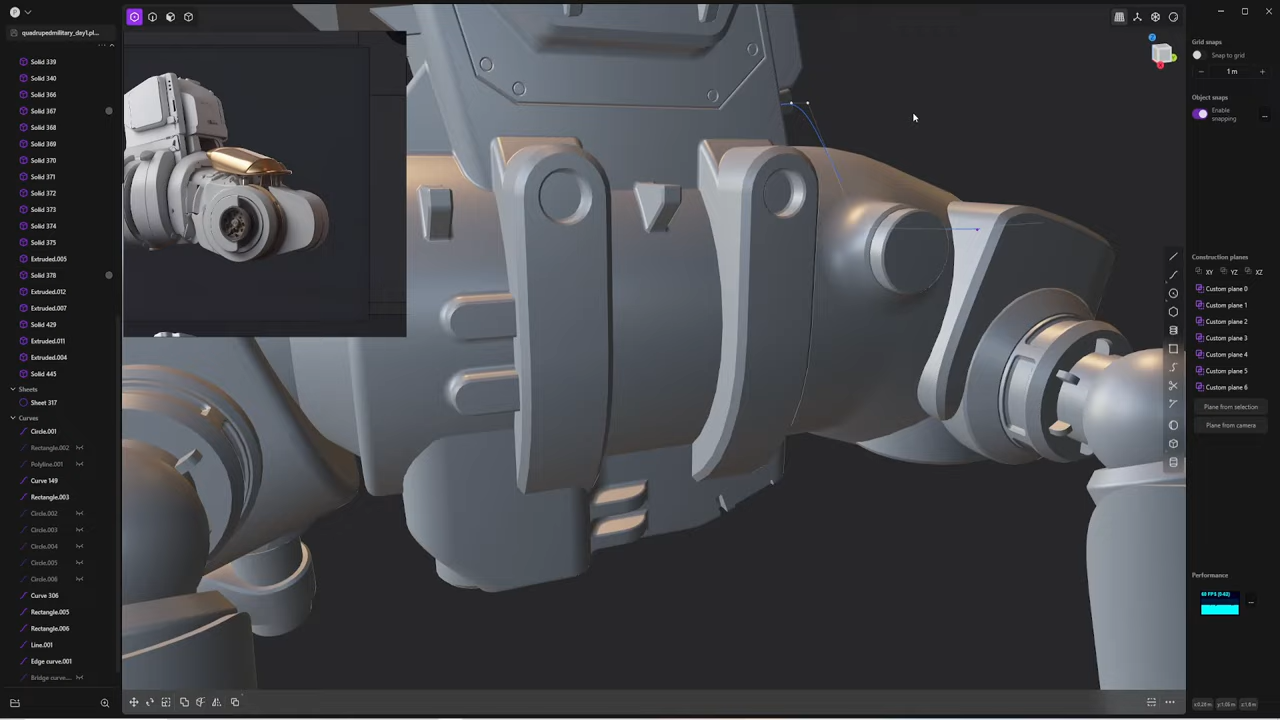 P
quadrupedmilitary_day1.pl...
Solid 339
Solid 340
Solid 366
Solid 367
Solid 368
Solid 369
Solid 370
Solid 371
Solid 372
Solid 373
Solid 374
Solid 375
Extruded.005
Solid 378
Extruded.012
Extruded.007
Solid 429
Extruded.011
Extruded.004
Solid 445
Sheets
Sheet 317
Curves
Circle.001
Rectangle.002
Polyline.001
Curve 149
Rectangle.003
Circle.002
Circle.003
Circle.004
Circle.005
Circle.006
Curve 306
Rectangle.005
Rectangle.006
Line.001
Edge curve.001
Bridge curve....
Grid snaps
Snap to grid
1 m
Object snaps
Enable
snapping
Construction planes
XY
YZ
XZ
Custom plane 0
Custom plane 1
Custom plane 2
Custom plane 3
Custom plane 4
Custom plane 5
Custom plane 6
Plane from selection
Plane from camera
Performance